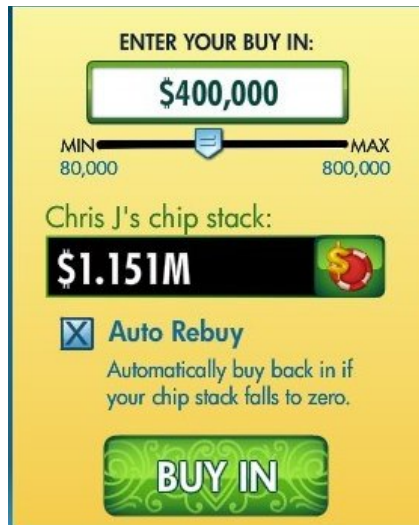 ENTER YOUR BUY IN:
$400,000
MIN MAX
80,000 800,000
Chris J's chip stack:
$1.151M
$
X Auto Rebuy
Automatically buy back in if
your chip stack falls to zero.
BUY IN